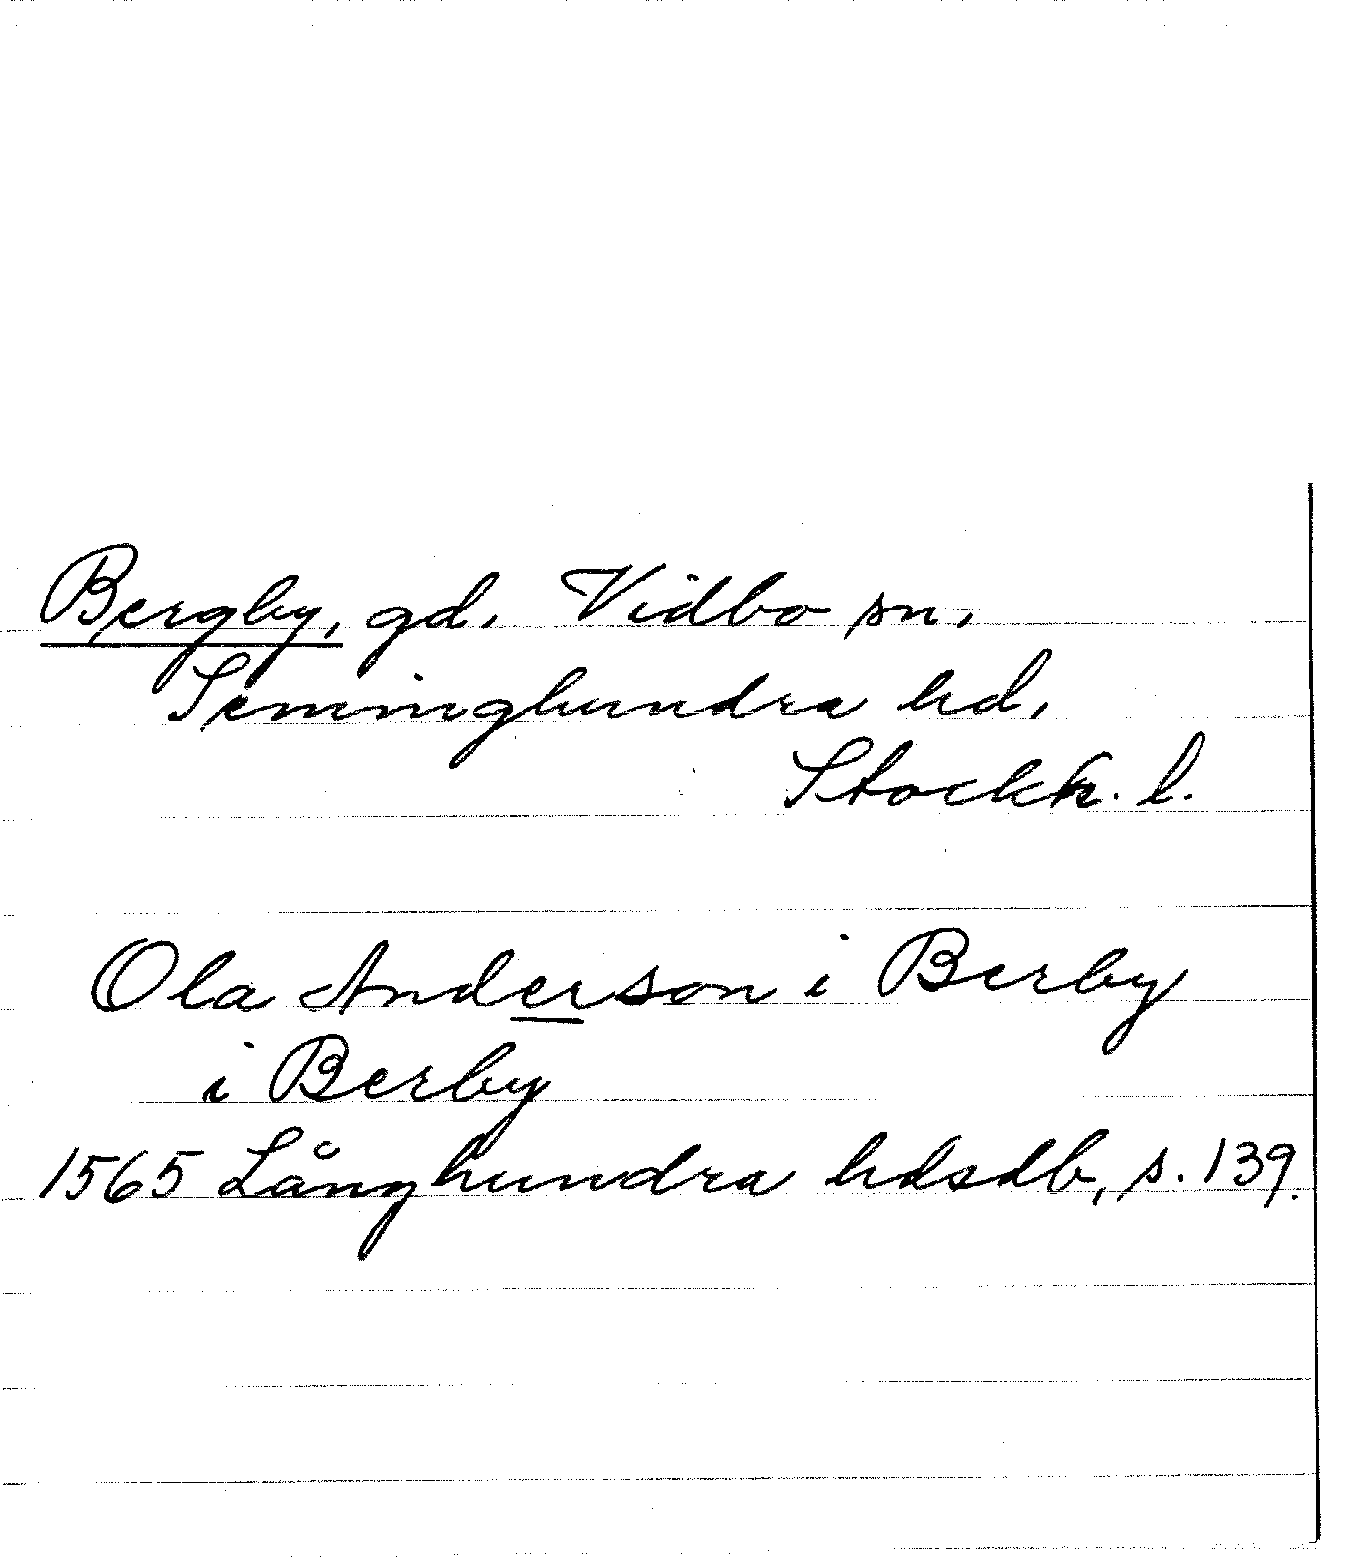 Bergby, gd. Vidbo sn,
Seminghundra hd,
Stockh. l.
Ola Anderson i Berby
i Berby
1565 Långhundra hdsdb, s. 139.